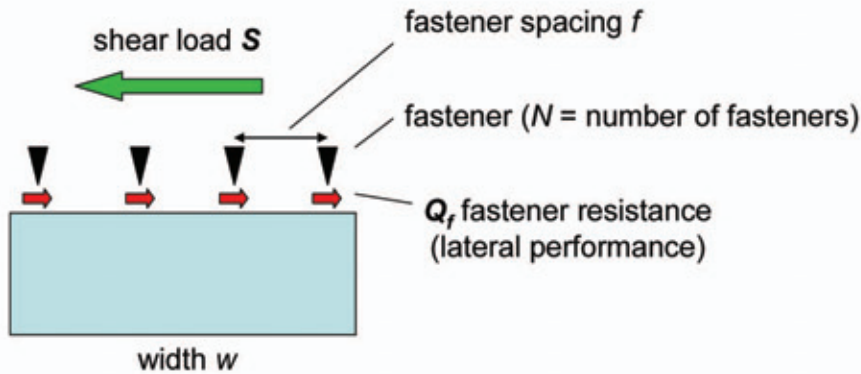 shear load S
fastener spacing f
fastener (N = number of fasteners)
Qf fastener resistance
(lateral performance)
width w